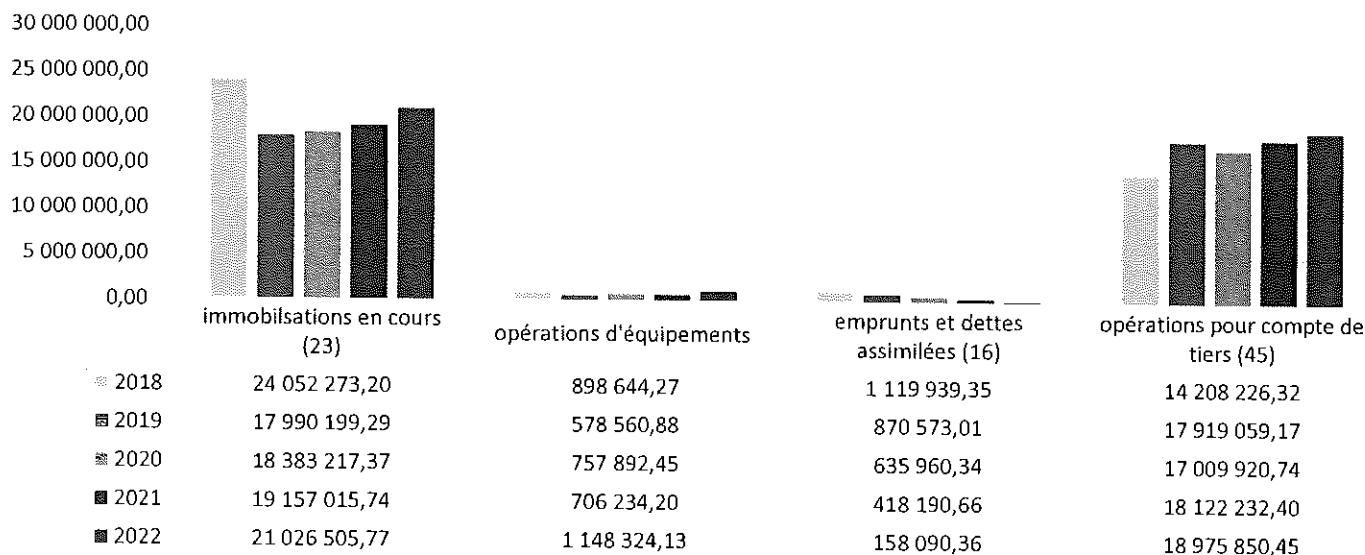 30 000 000,00
25 000 000,00
20 000 000,00
15 000 000,00
10 000 000,00
5 000 000,00
0,00
immobilsations en cours
(23)
opérations d'équipements
emprunts et dettes
assimilées (16)
opérations pour compte de
tiers (45)
2018 24 052 273,20 898 644,27 1 119 939,35 14 208 226,32
2019 17 990 199,29 578 560,88 870 573,01 17 919 059,17
2020 18 383 217,37 757 892,45 635 960,34 17 009 920,74
2021 19 157 015,74 706 234,20 418 190,66 18 122 232,40
2022 21 026 505,77 1 148 324,13 158 090,36 18 975 850,45